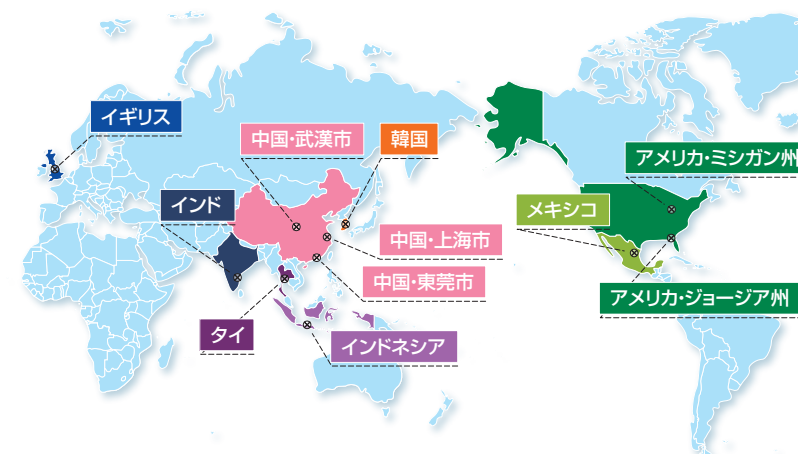 イギリス
中国・武漢市
韓国
アメリカ・ミシガン州
インド
メキシコ
中国・上海市
中国・東莞市
アメリカ・ジョージア州
タイ
インドネシア